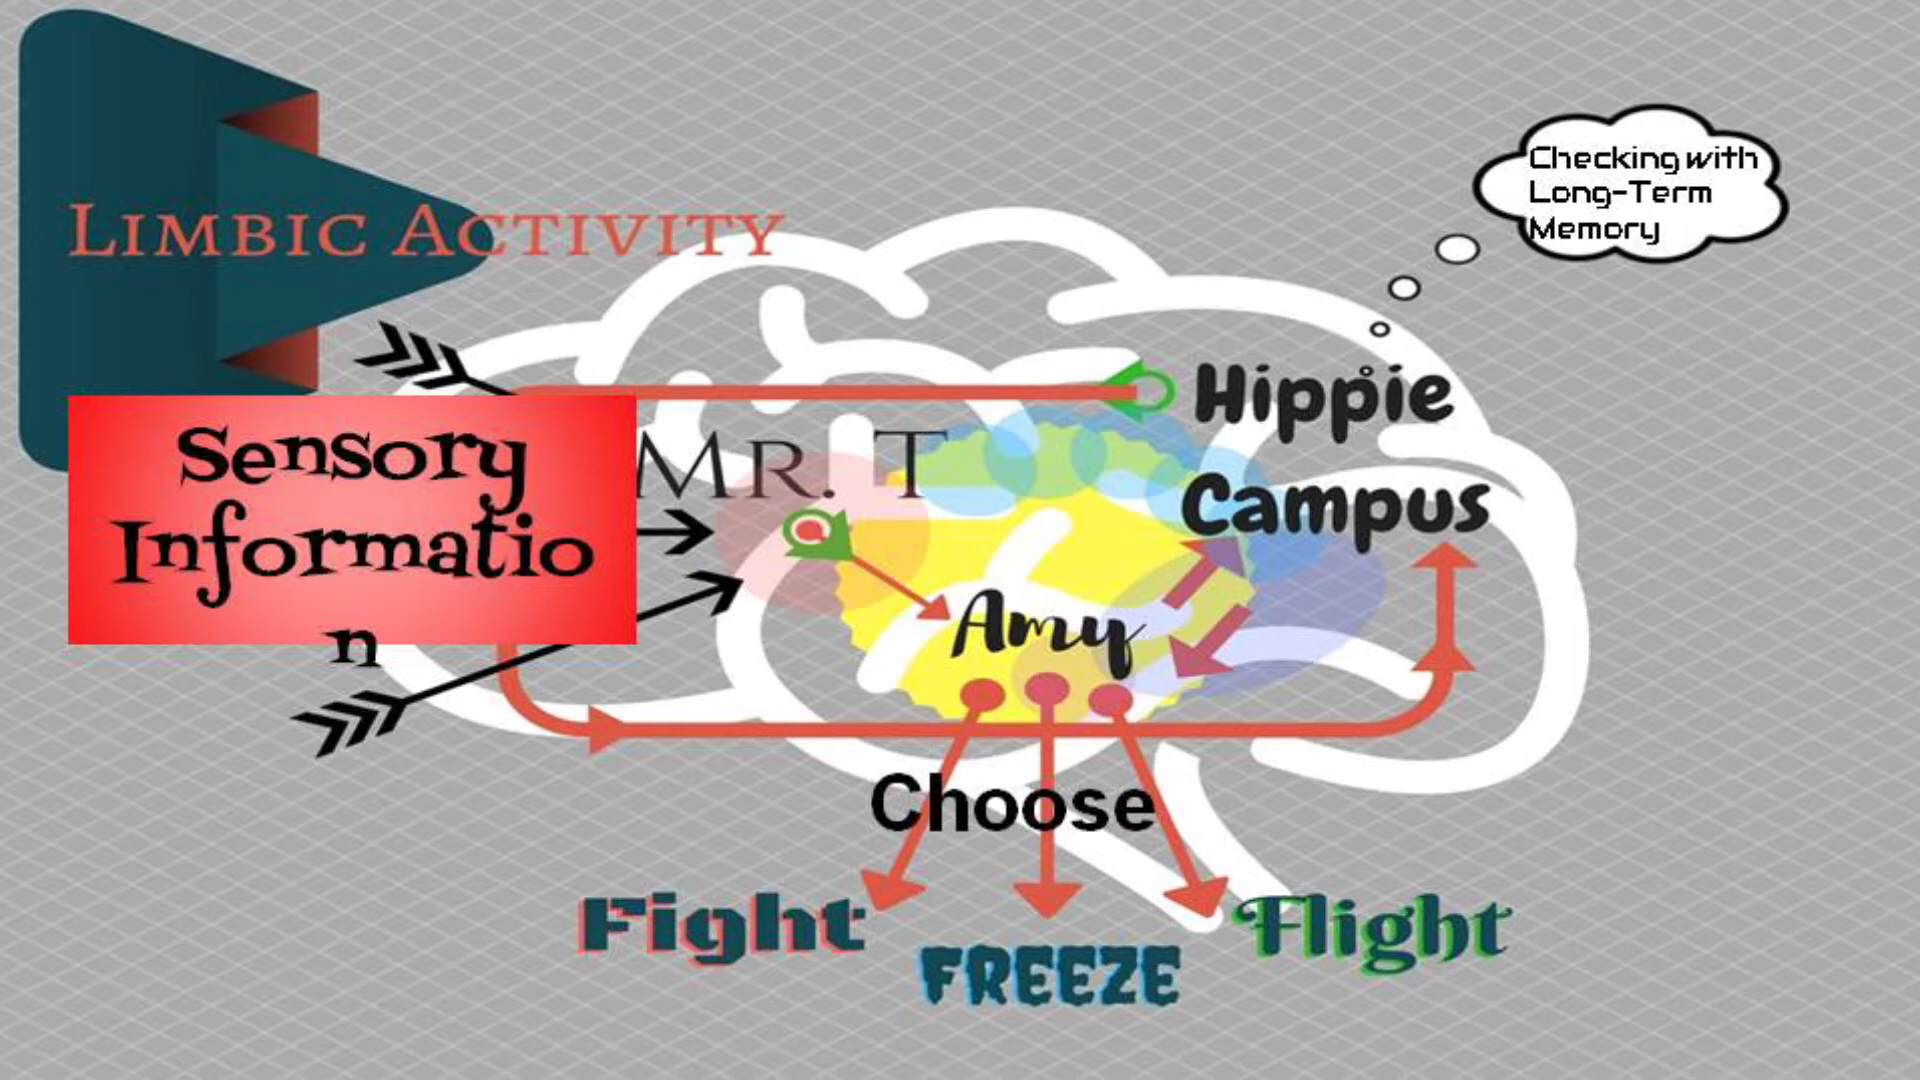 Checking with
Long-Term
Memory
LIMBIC ACTIVITY
Hippie
Campus
Sensory
Informatio
n
MR. T
Amy
Choose
Fight
FREEZE
Flight